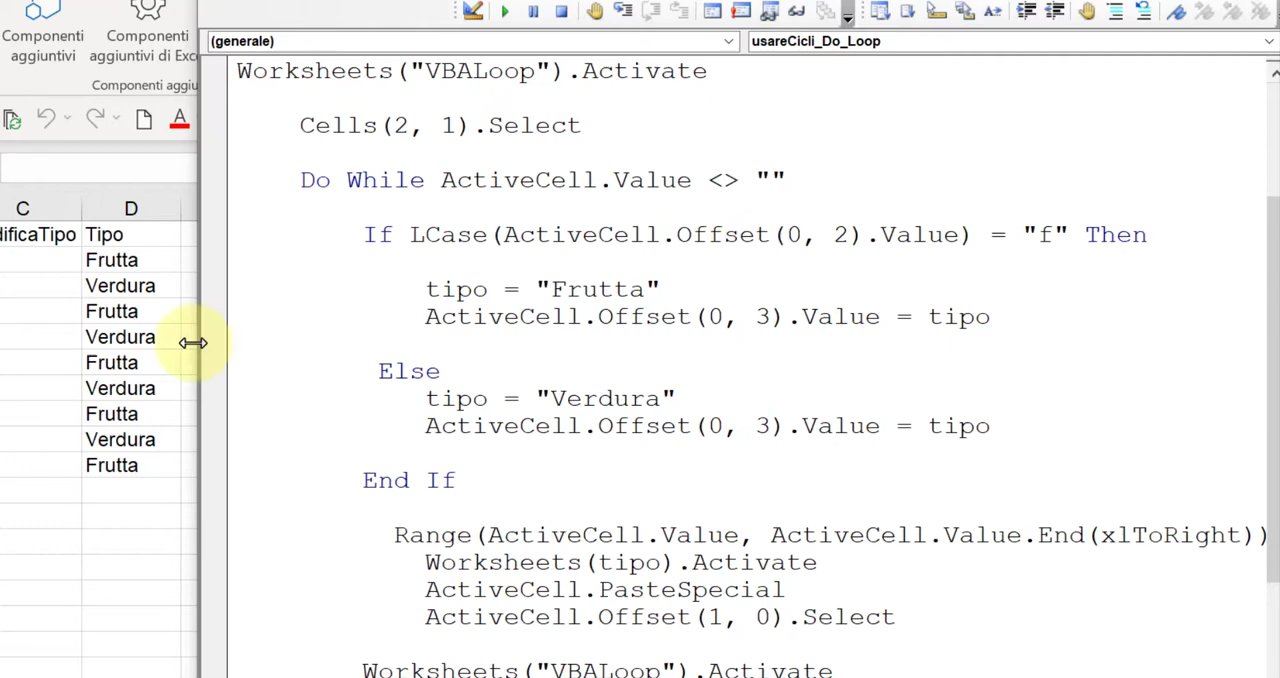 Componenti
aggiuntivi
Componenti
aggiuntivi di Exce
Componenti aggiu
A
(generale)
usareCicli_Do_Loop
C
D
dificaTipo
Tipo
Frutta
Verdura
Frutta
Verdura
Frutta
Verdura
Frutta
Verdura
Frutta
Worksheets("VBALoop").Activate
Cells(2, 1).Select
Do While ActiveCell.Value <> ""
If LCase(ActiveCell.Offset(0, 2).Value) = "f" Then
tipo = "Frutta"
ActiveCell.Offset(0, 3).Value = tipo
Else
tipo = "Verdura"
ActiveCell.Offset(0, 3).Value = tipo
End If
Range(ActiveCell.Value, ActiveCell.Value.End(xlToRight))
Worksheets(tipo).Activate
ActiveCell.PasteSpecial
ActiveCell.Offset(1, 0).Select
Worksheets("VBALoop").Activate